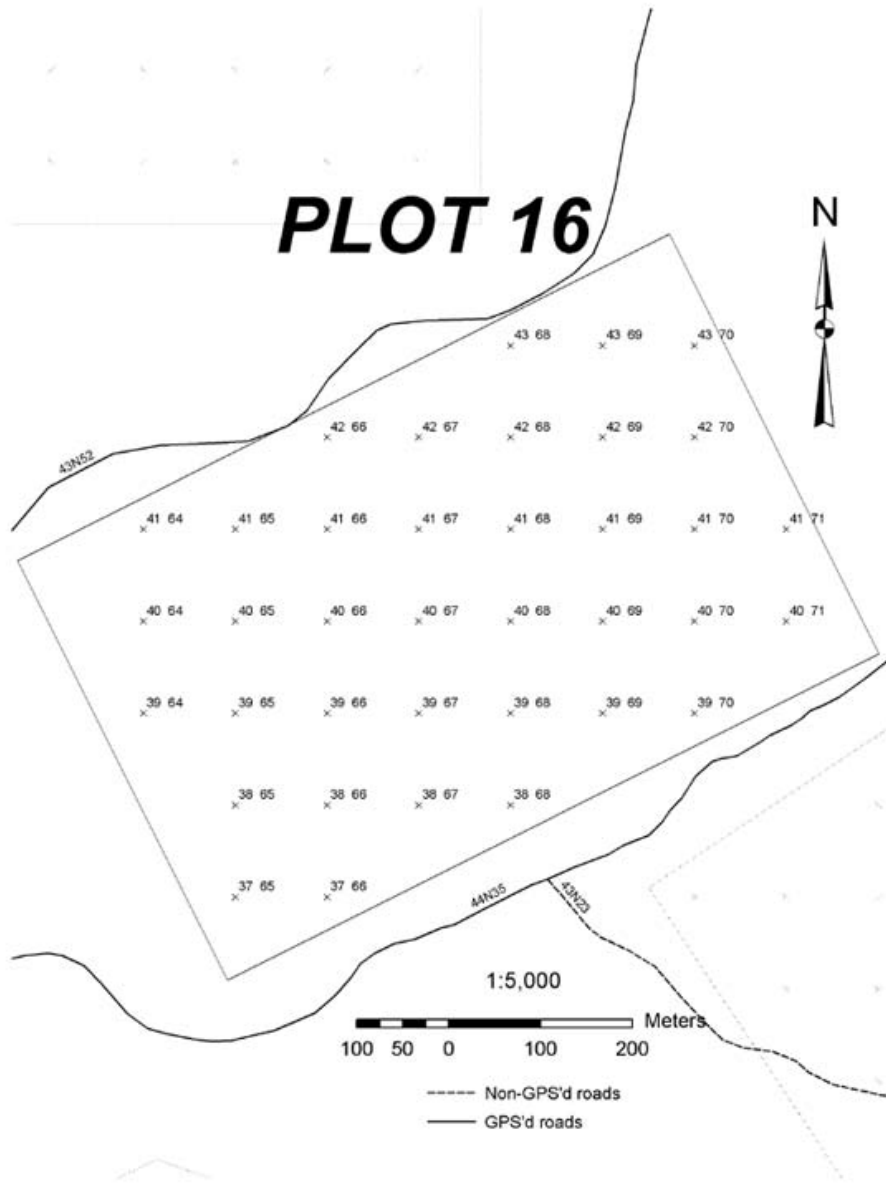 PLOT 16
N
43 68 43 69 43 70
42 66 42 67 42 68 42 69 42 70
43N52
41 64 41 65 41 66 41 67 41 68 41 69 41 70 41 71
40 64 40 65 40 66 40 67 40 68 40 69 40 70 40 71
39 64 39 65 39 66 39 67 39 68 39 69 39 70
38 65 38 66 38 67 38 68
37 65 37 66
44N35
43N23
1:5,000
Meters
100 50 0 100 200
Non-GPS'd roads
GPS'd roads